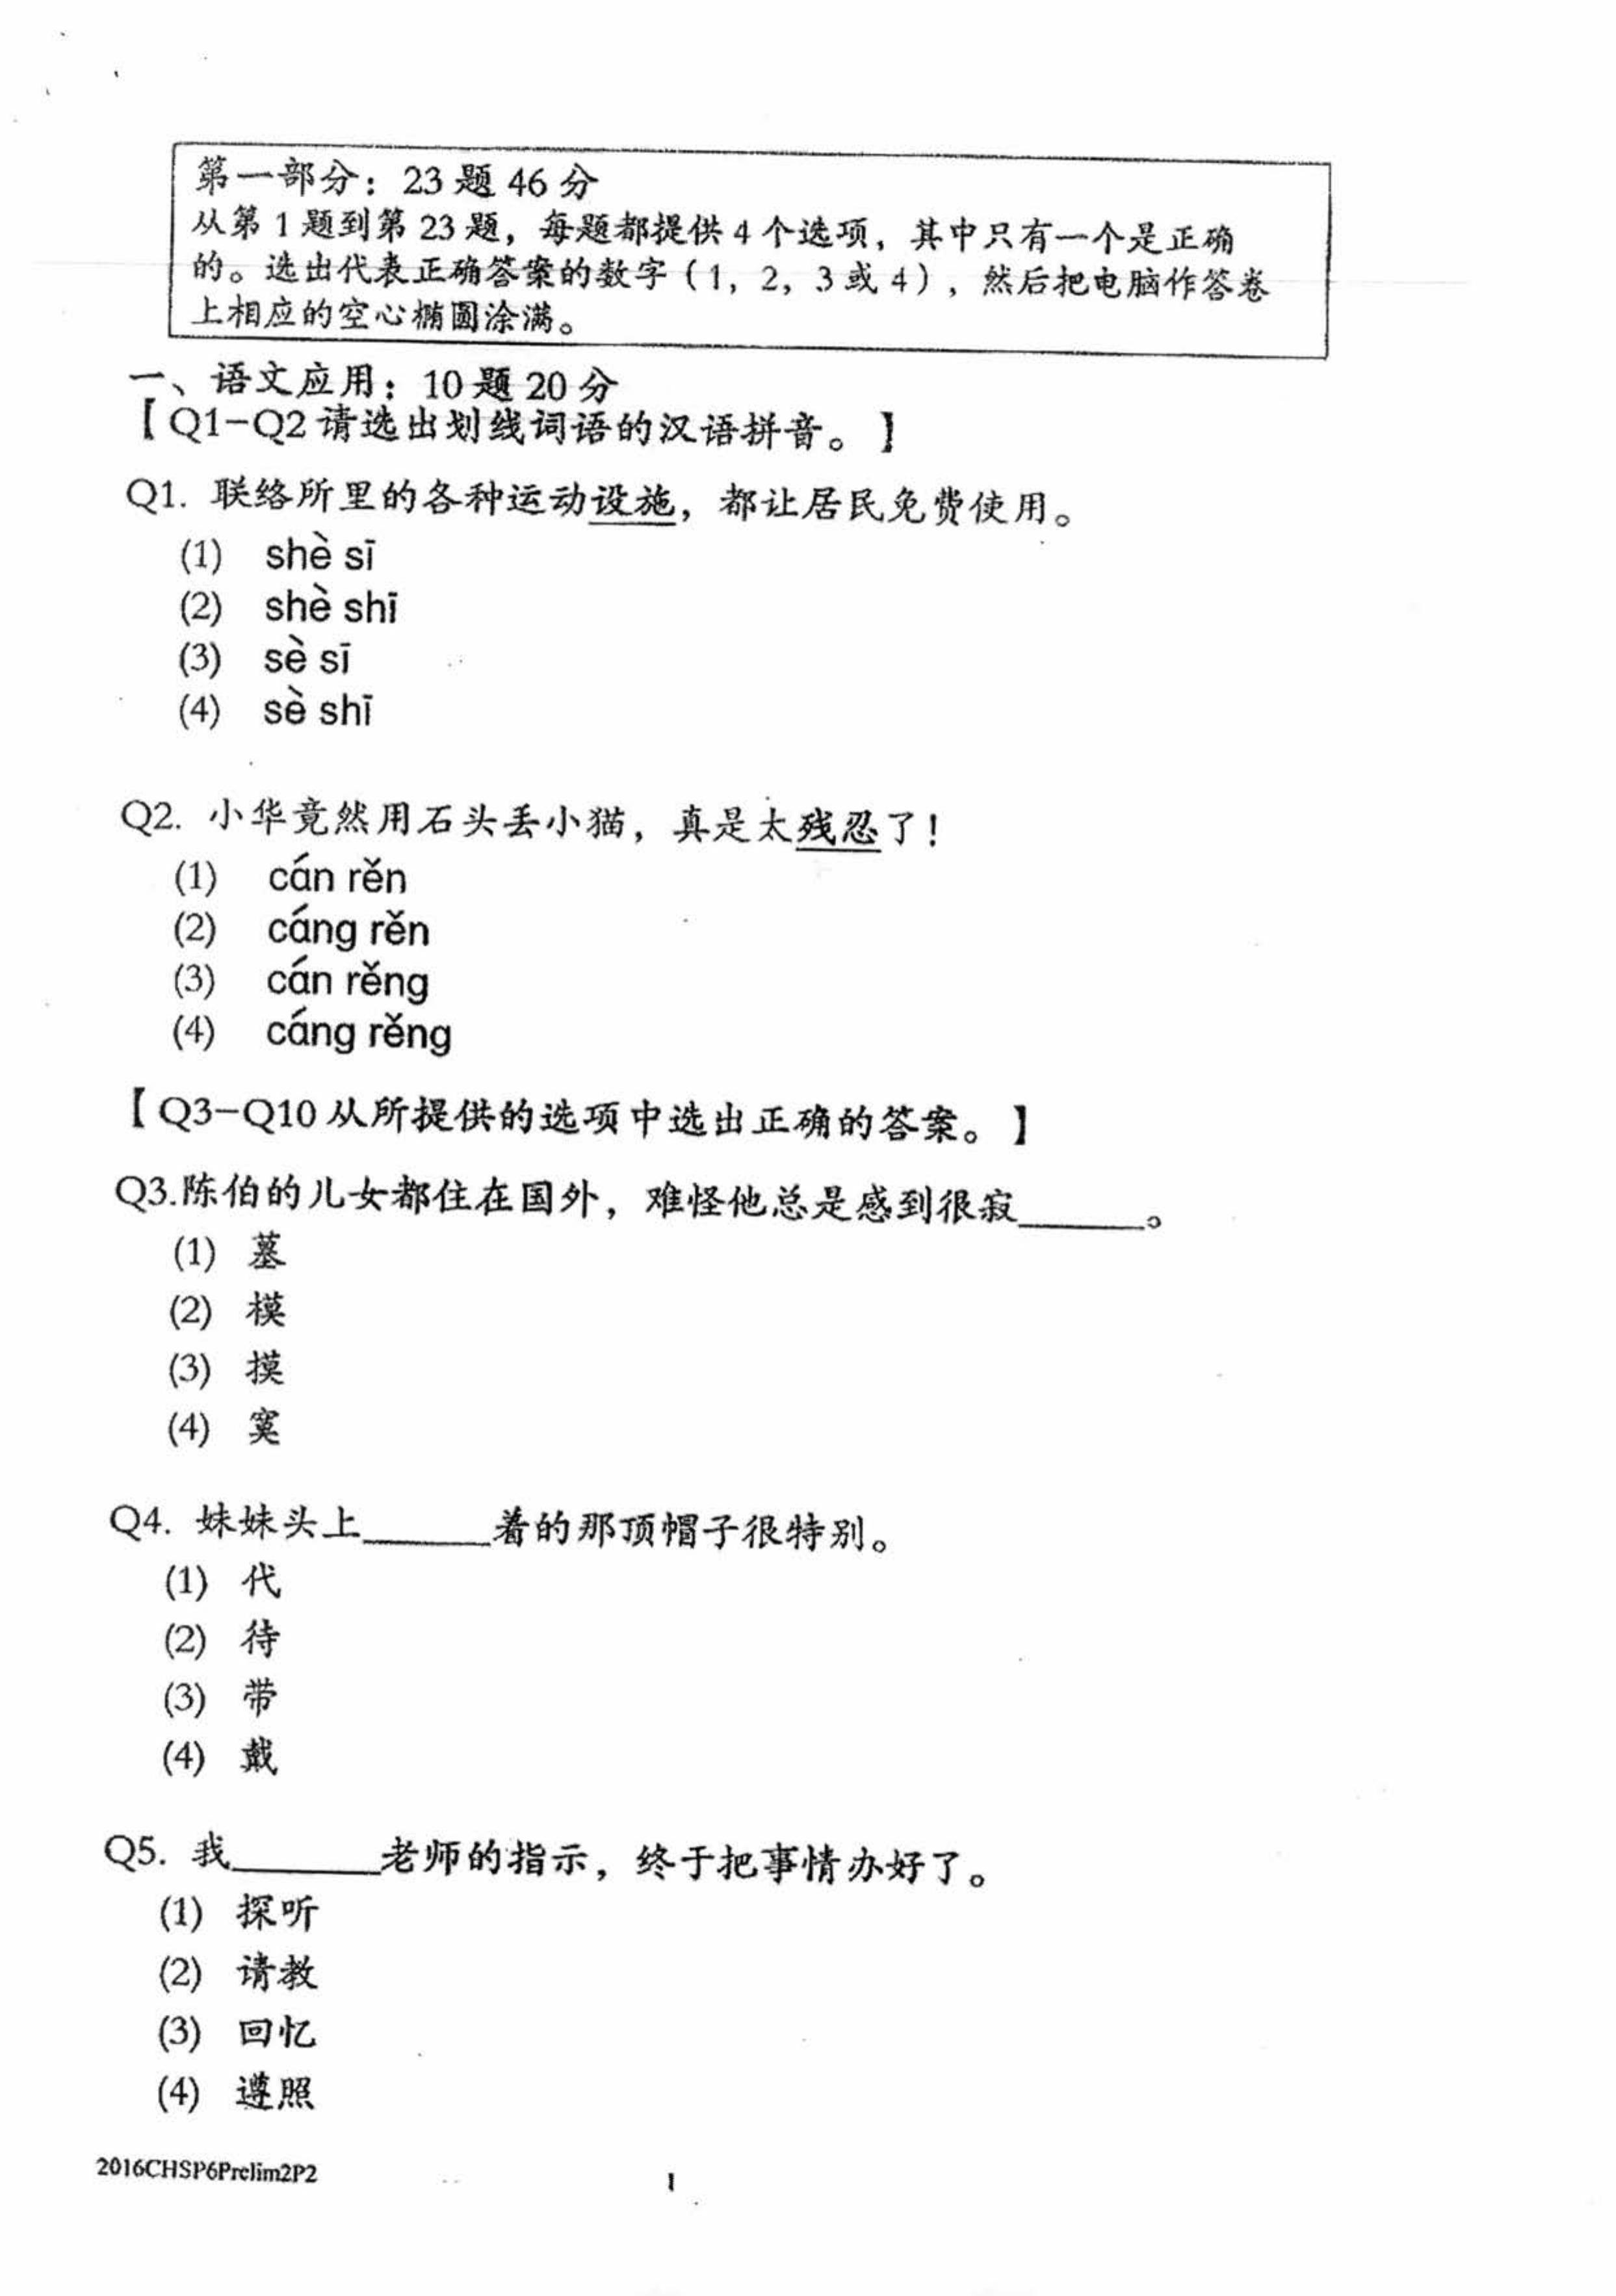 第一部分：23 题 46 分
从第 1 题到第 23 题，每题都提供 4 个选项，其中只有一个是正确
的。选出代表正确答案的数字（1，2，3 或 4），然后把电脑作答卷
上相应的空心椭圆涂满。
一、语文应用：10 题 20 分
【Q1-Q2 请选出划线词语的汉语拼音。】
Q1. 联络所里的各种运动设施，都让居民免费使用。
(1) shè sī
(2) shè shī
(3) sè sī
(4) sè shī
Q2. 小华竟然用石头丢小猫，真是太残忍了！
(1) cán rěn
(2) cáng rěn
(3) cán rěng
(4) cáng rěng
【Q3-Q10 从所提供的选项中选出正确的答案。】
Q3.陈伯的儿女都住在国外，难怪他总是感到很寂______。
(1) 墓
(2) 模
(3) 摸
(4) 寞
Q4. 妹妹头上______着的那顶帽子很特别。
(1) 代
(2) 待
(3) 带
(4) 戴
Q5. 我_______老师的指示，终于把事情办好了。
(1) 探听
(2) 请教
(3) 回忆
(4) 遵照
2016CHSP6Prelim2P2
1